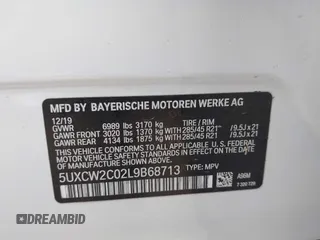 MFD BY BAYERISCHE MOTOREN WERKE AG
12/19
GVWR 6989 lbs 3170 kg TIRE / RIM
GAWR FRONT 3020 lbs 1370 kg WITH 285/45 R21" /9.5J x 21
GAWR REAR 4134 lbs 1875 kg WITH 285/45 R21" /9.5J x 21
THIS VEHICLE CONFORMS TO ALL APPLICABLE U.S. FEDERAL
MOTOR VEHICLE SAFETY STANDARDS IN EFFECT ON THE DATE OF
MANUFACTURE SHOWN ABOVE.
5UXCW2C02L9B68713 TYPE: MPV
DREAMBID